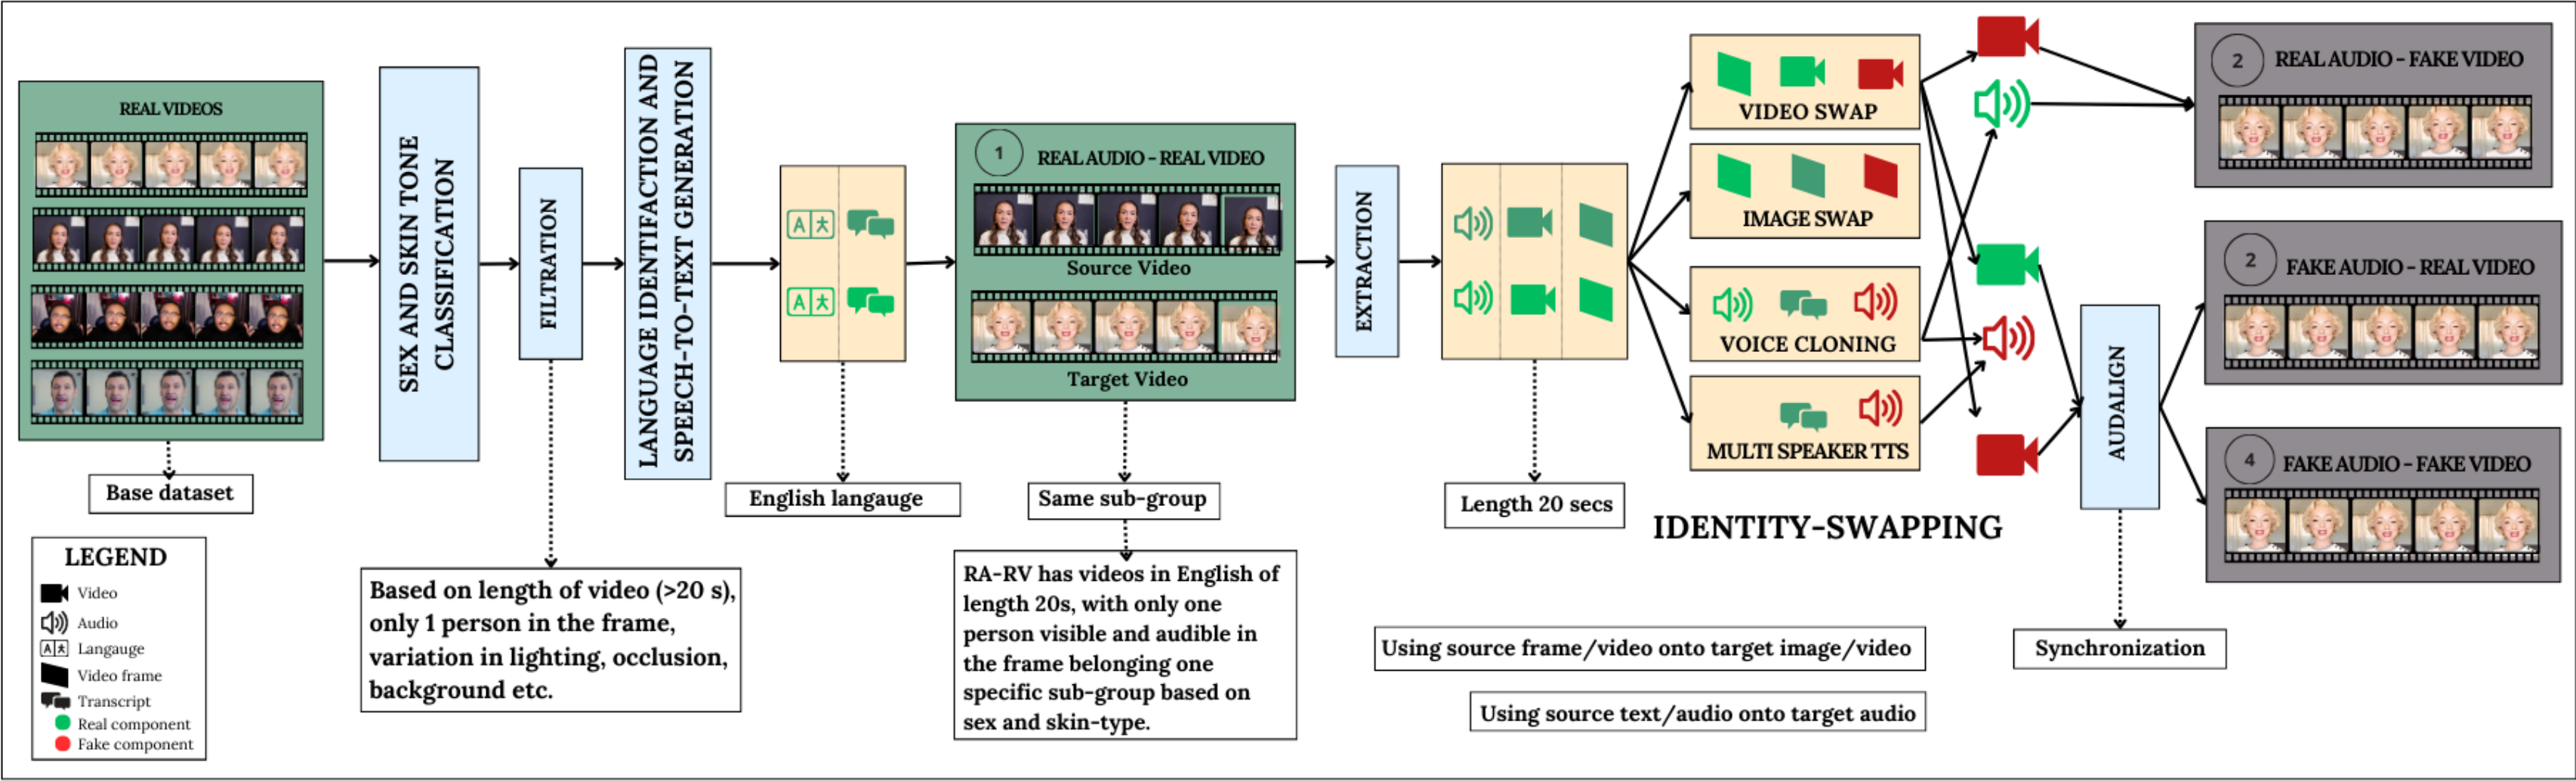 REAL VIDEOS
Base dataset
SEX AND SKIN TONE
CLASSIFICATION
FILTRATION
Based on length of video (>20 s),
only 1 person in the frame,
variation in lighting, occlusion,
background etc.
LANGUAGE IDENTIFACTION AND
SPEECH-TO-TEXT GENERATION
English langauge
1
REAL AUDIO - REAL VIDEO
Source Video
Target Video
Same sub-group
RA-RV has videos in English of
length 20s, with only one
person visible and audible in
the frame belonging one
specific sub-group based on
sex and skin-type.
EXTRACTION
Length 20 secs
VIDEO SWAP
IMAGE SWAP
VOICE CLONING
MULTI SPEAKER TTS
IDENTITY-SWAPPING
Using source frame/video onto target image/video
Using source text/audio onto target audio
AUDALIGN
Synchronization
2
REAL AUDIO - FAKE VIDEO
2
FAKE AUDIO - REAL VIDEO
4
FAKE AUDIO - FAKE VIDEO
LEGEND
Video
Audio
Langauge
Video frame
Transcript
Real component
Fake component